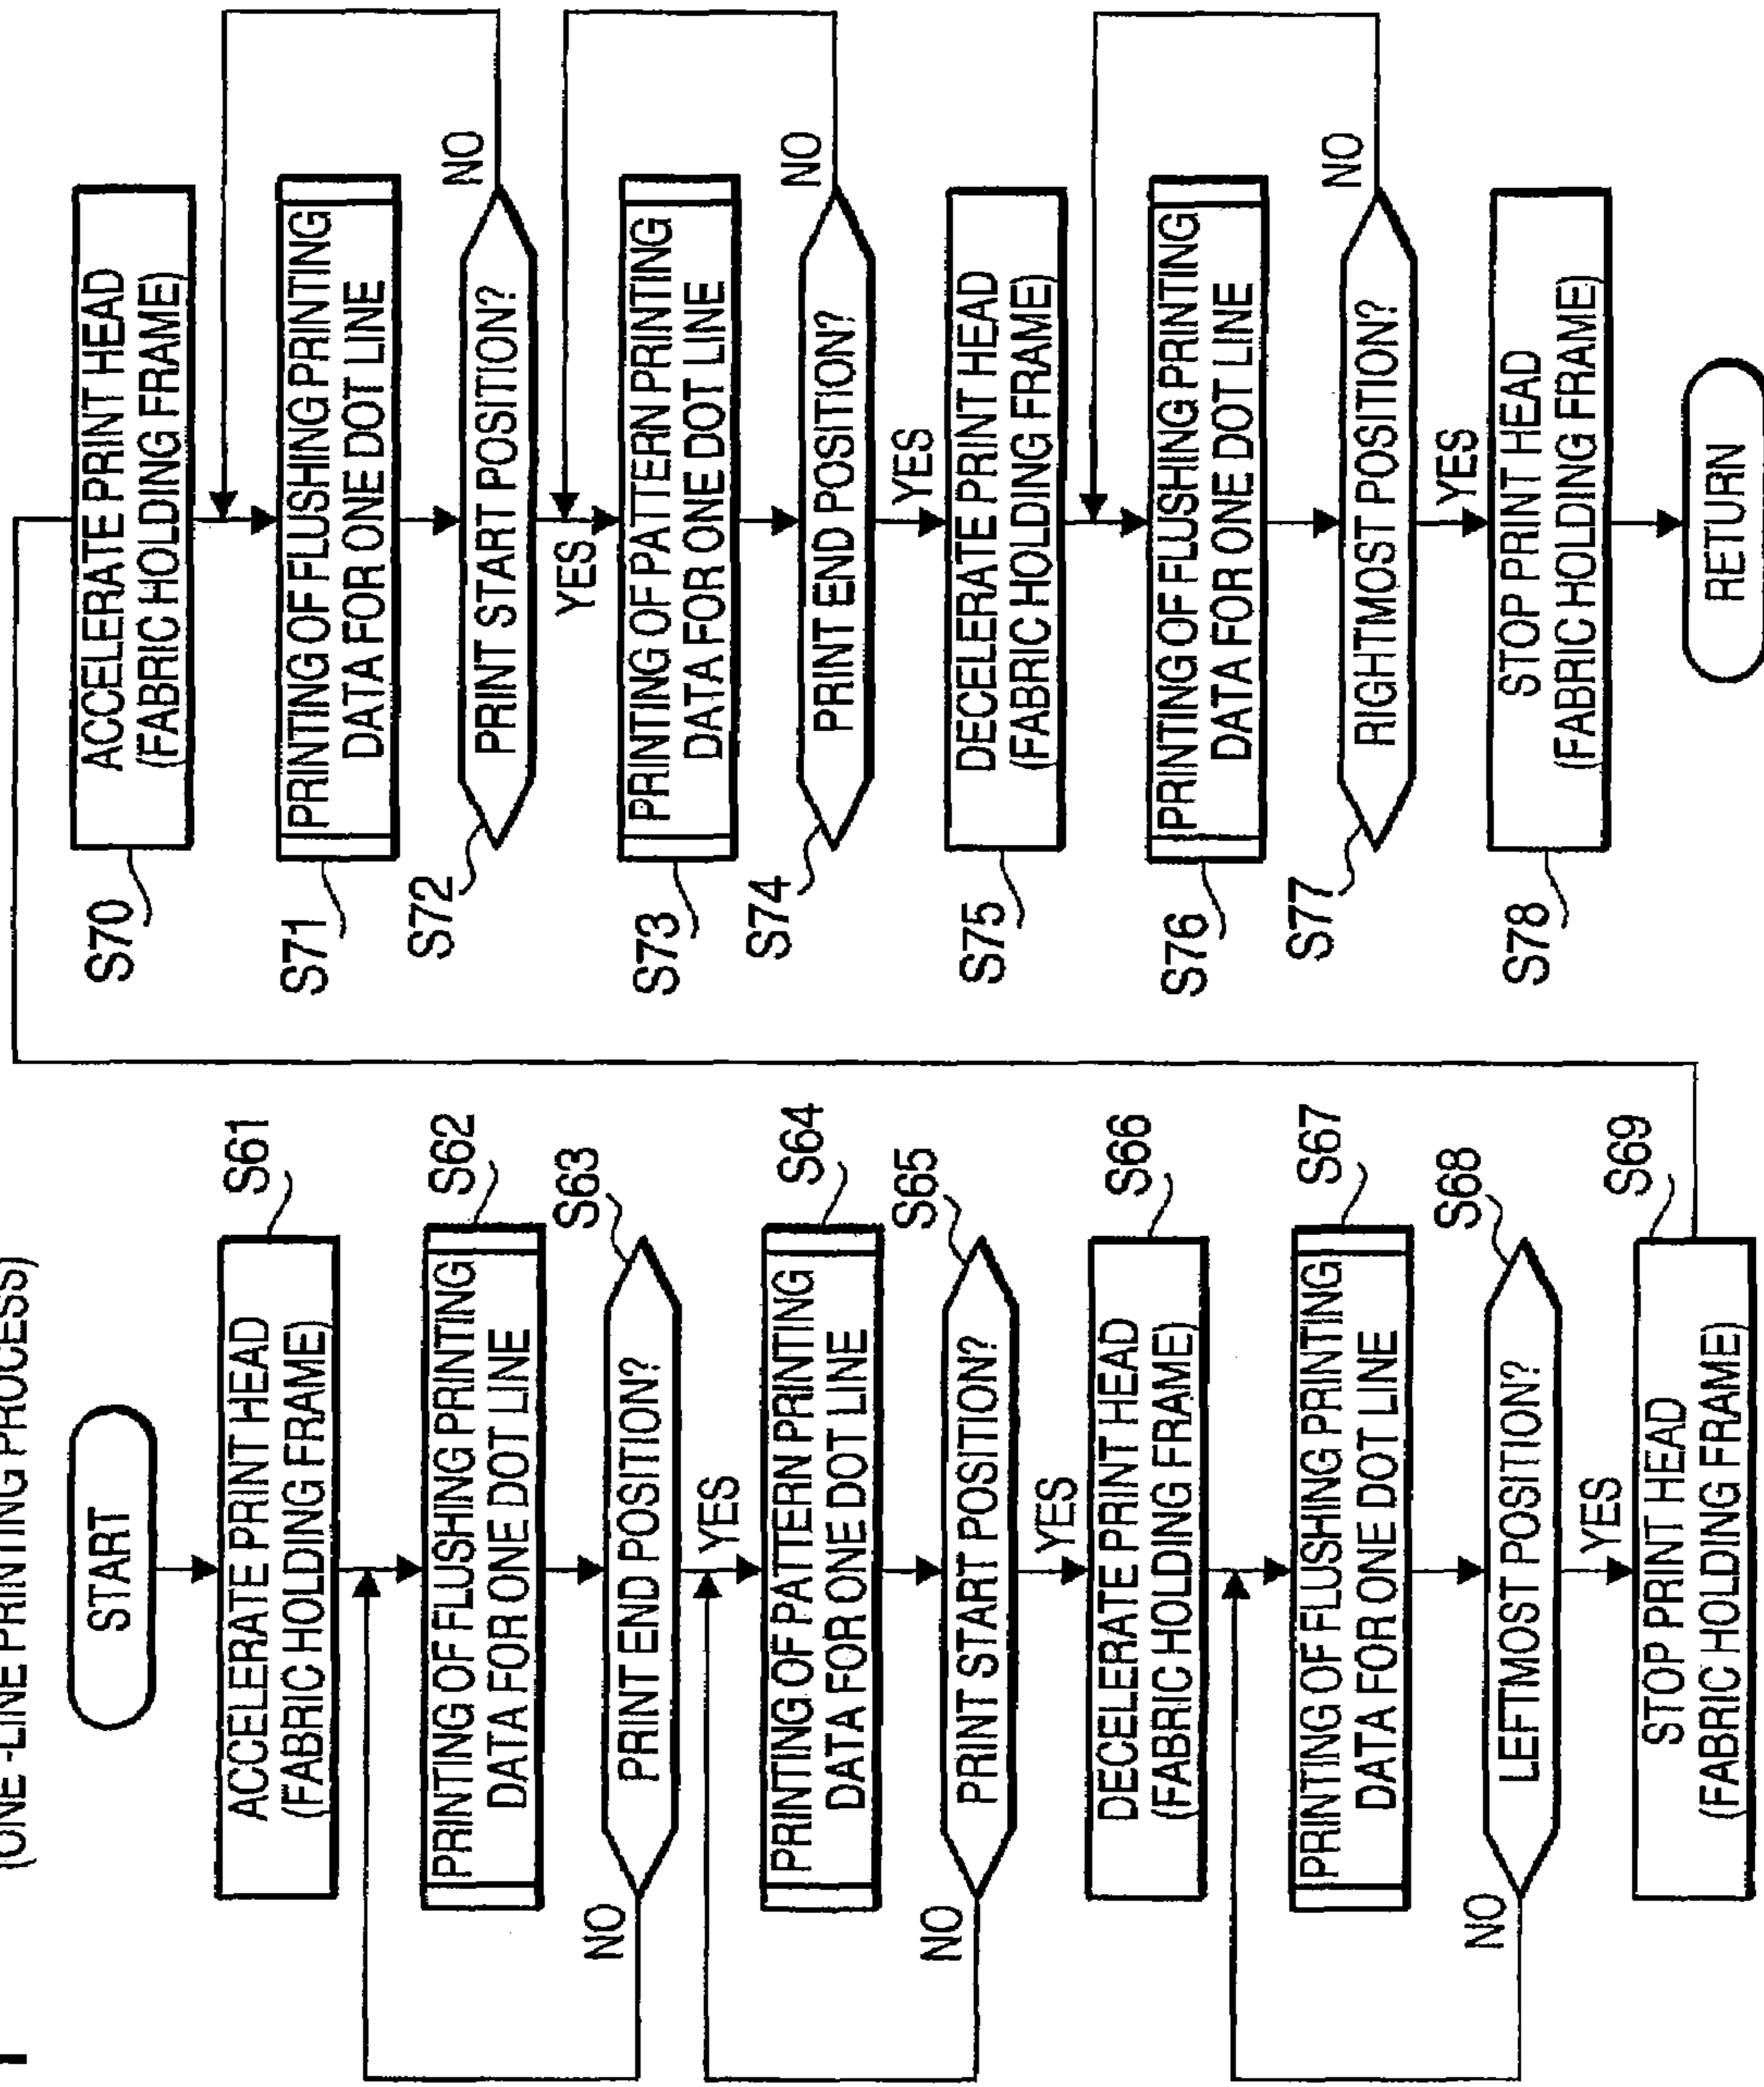 (ONE-LINE PRINTING PROCESS)
START
ACCELERATE PRINT HEAD
(FABRIC HOLDING FRAME)
S61
PRINTING OF FLUSHING PRINTING
DATA FOR ONE DOT LINE
S62
PRINT END POSITION?
S63
NO
YES
PRINTING OF PATTERN PRINTING
DATA FOR ONE DOT LINE
S64
PRINT START POSITION?
S65
NO
YES
DECELERATE PRINT HEAD
(FABRIC HOLDING FRAME)
S66
PRINTING OF FLUSHING PRINTING
DATA FOR ONE DOT LINE
S67
LEFTMOST POSITION?
S68
NO
YES
STOP PRINT HEAD
(FABRIC HOLDING FRAME)
S69
S70
ACCELERATE PRINT HEAD
(FABRIC HOLDING FRAME)
S71
PRINTING OF FLUSHING PRINTING
DATA FOR ONE DOT LINE
S72
PRINT START POSITION?
NO
YES
S73
PRINTING OF PATTERN PRINTING
DATA FOR ONE DOT LINE
S74
PRINT END POSITION?
NO
YES
S75
DECELERATE PRINT HEAD
(FABRIC HOLDING FRAME)
S76
PRINTING OF FLUSHING PRINTING
DATA FOR ONE DOT LINE
S77
RIGHTMOST POSITION?
NO
YES
S78
STOP PRINT HEAD
(FABRIC HOLDING FRAME)
RETURN